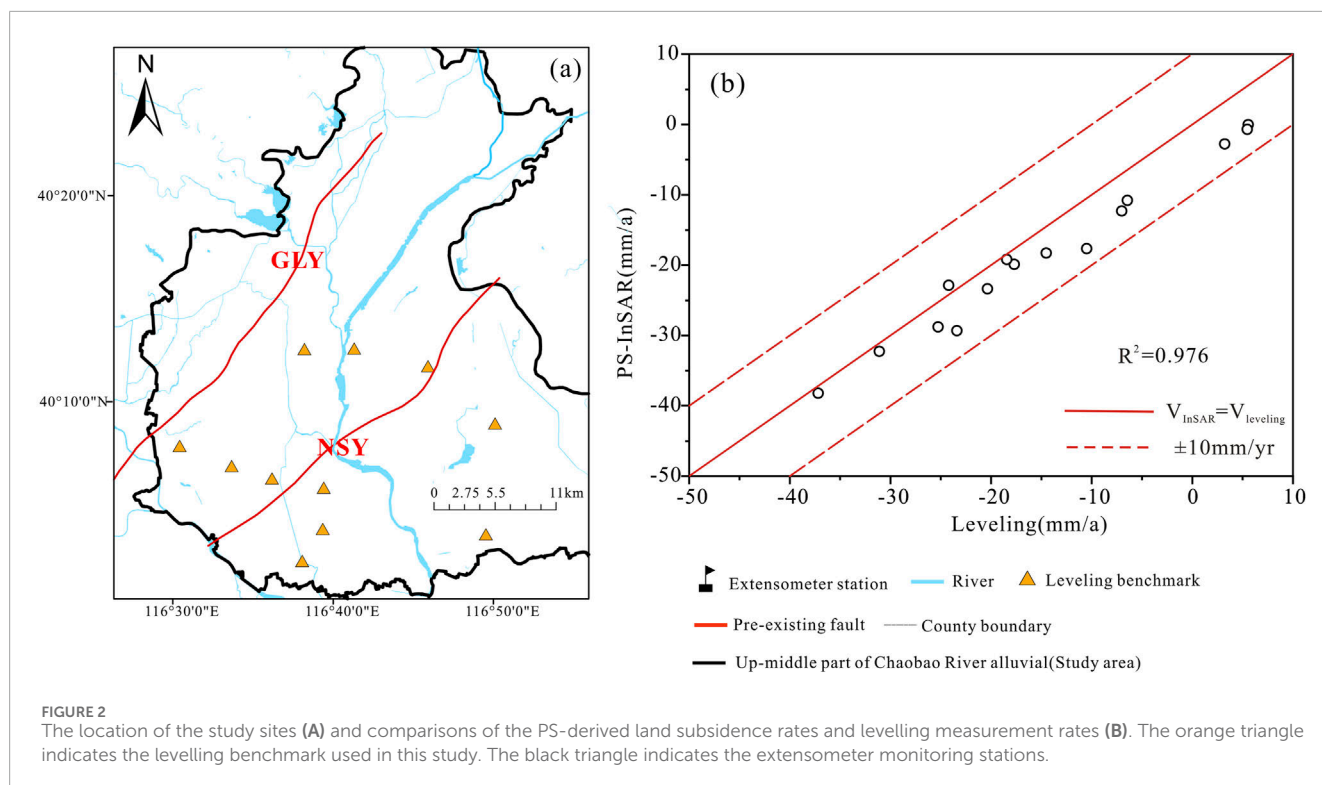 N
(a)
40°20'0"N
GLY
40°10'0"N
NSY
0 2.75 5.5 11km
116°30'0"E 116°40'0"E 116°50'0"E
(b)
10
0
-10
-20
-30
-40
-50
PS-InSAR(mm/a)
R²=0.976
V InSAR=V leveling
±10mm/yr
-50 -40 -30 -20 -10 0 10
Leveling(mm/a)
Extensometer station River Leveling benchmark
Pre-existing fault County boundary
Up-middle part of Chaobao River alluvial(Study area)
FIGURE 2
The location of the study sites (A) and comparisons of the PS-derived land subsidence rates and levelling measurement rates (B). The orange triangle
indicates the levelling benchmark used in this study. The black triangle indicates the extensometer monitoring stations.